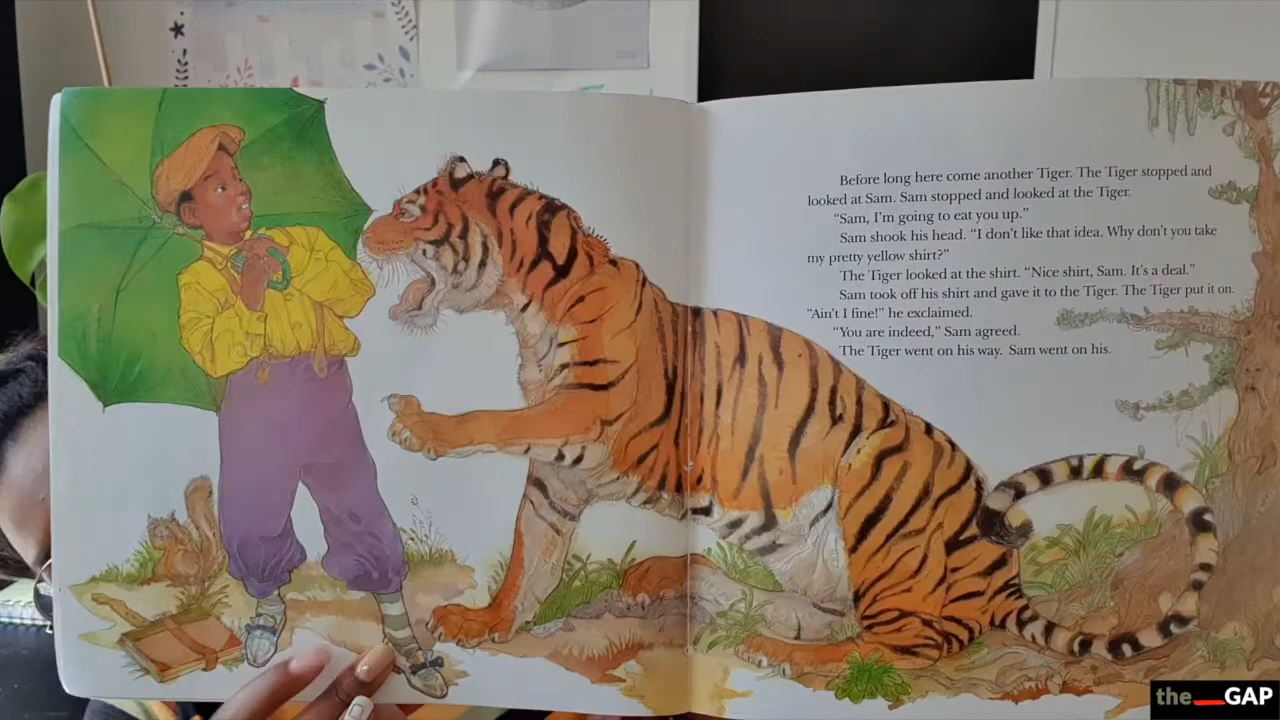 Before long here come another Tiger. The Tiger stopped and
looked at Sam. Sam stopped and looked at the Tiger.
“Sam, I’m going to eat you up.”
Sam shook his head. “I don’t like that idea. Why don’t you take
my pretty yellow shirt?”
The Tiger looked at the shirt. “Nice shirt, Sam. It’s a deal.”
Sam took off his shirt and gave it to the Tiger. The Tiger put it on.
“Ain’t I fine!” he exclaimed.
“You are indeed,” Sam agreed.
The Tiger went on his way. Sam went on his.
the__GAP